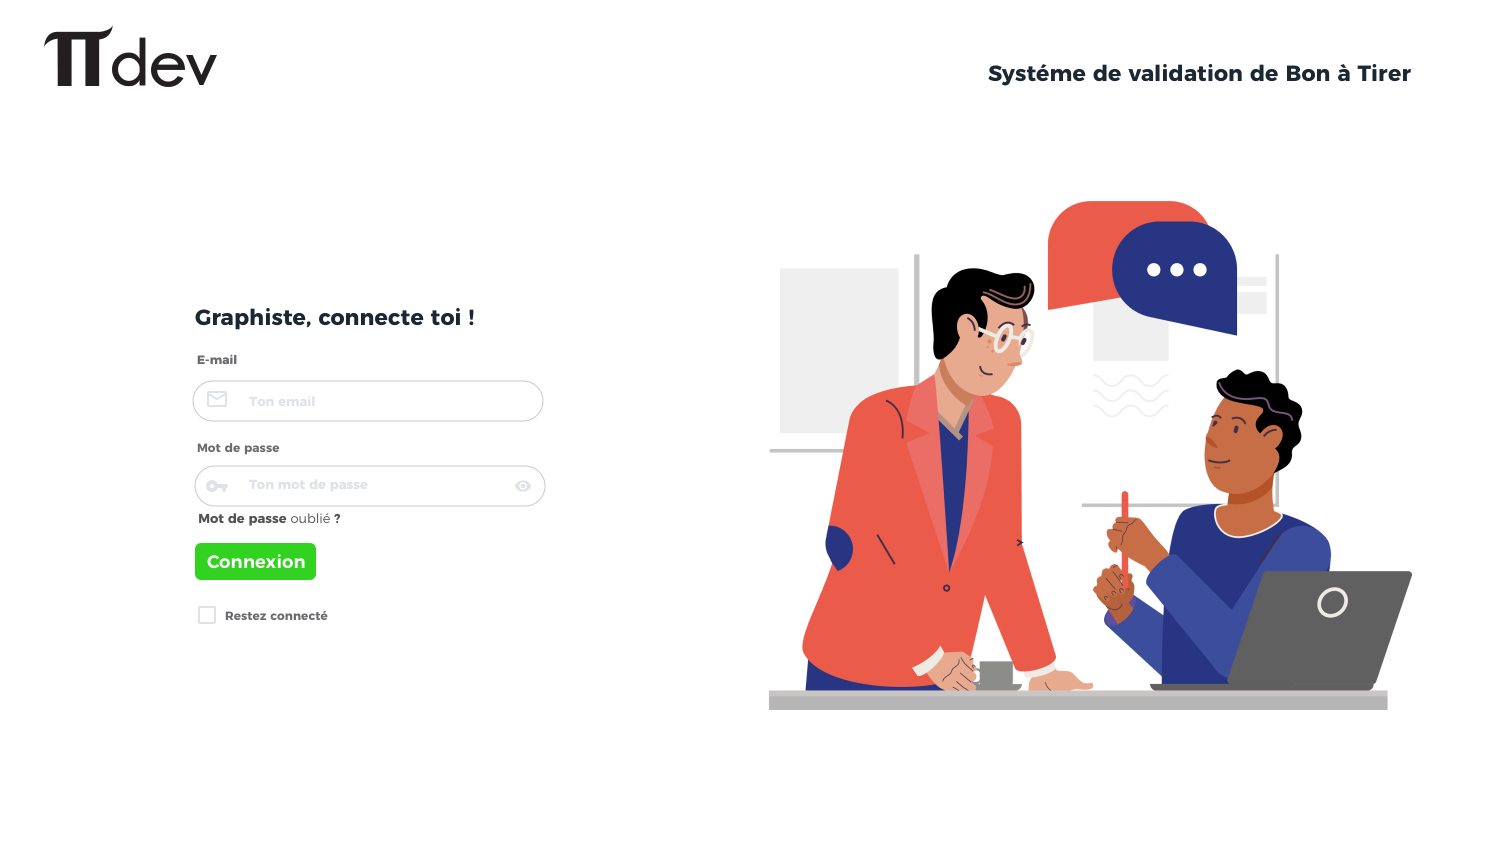 πdev
Systéme de validation de Bon à Tirer
Graphiste, connecte toi !
E-mail
Ton email
Mot de passe
Ton mot de passe
Mot de passe oublié ?
Connexion
Restez connecté